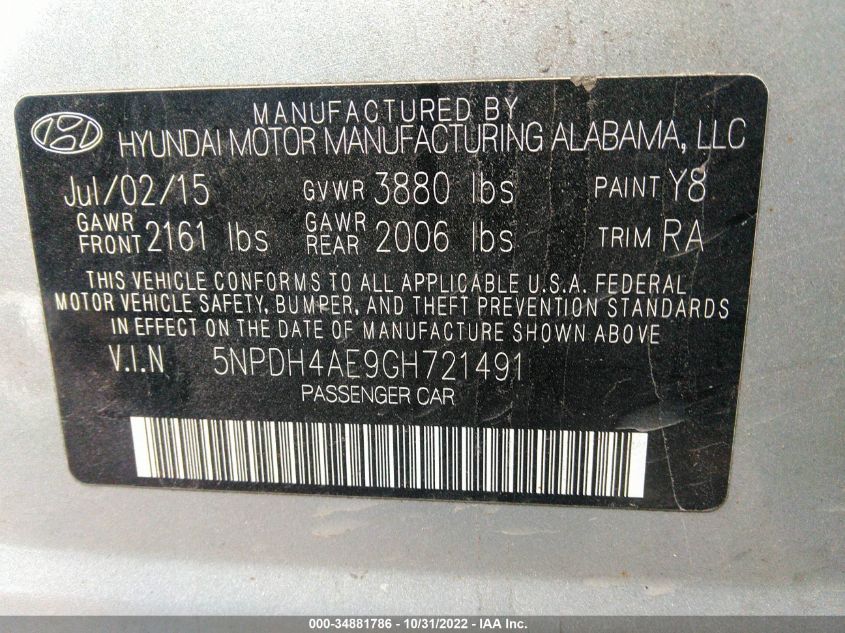 MANUFACTURED BY
HYUNDAI MOTOR MANUFACTURING ALABAMA, LLC
Jul/02/15 GVWR 3880 lbs PAINT Y8
GAWR FRONT 2161 lbs GAWR REAR 2006 lbs TRIM RA
THIS VEHICLE CONFORMS TO ALL APPLICABLE U.S.A. FEDERAL
MOTOR VEHICLE SAFETY, BUMPER, AND THEFT PREVENTION STANDARDS
IN EFFECT ON THE DATE OF MANUFACTURE SHOWN ABOVE.
V.I.N 5NPDH4AE9GH721491
PASSENGER CAR
000-34881786 - 10/31/2022 - IAA Inc.